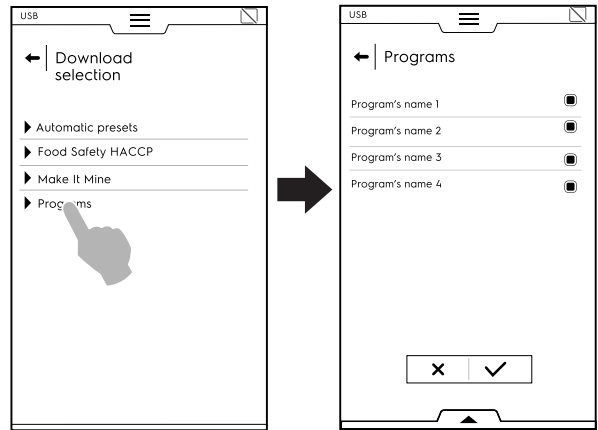 USB
Download
selection
Automatic presets
Food Safety HACCP
Make It Mine
Programs
USB
Programs
Program's name 1
Program's name 2
Program's name 3
Program's name 4